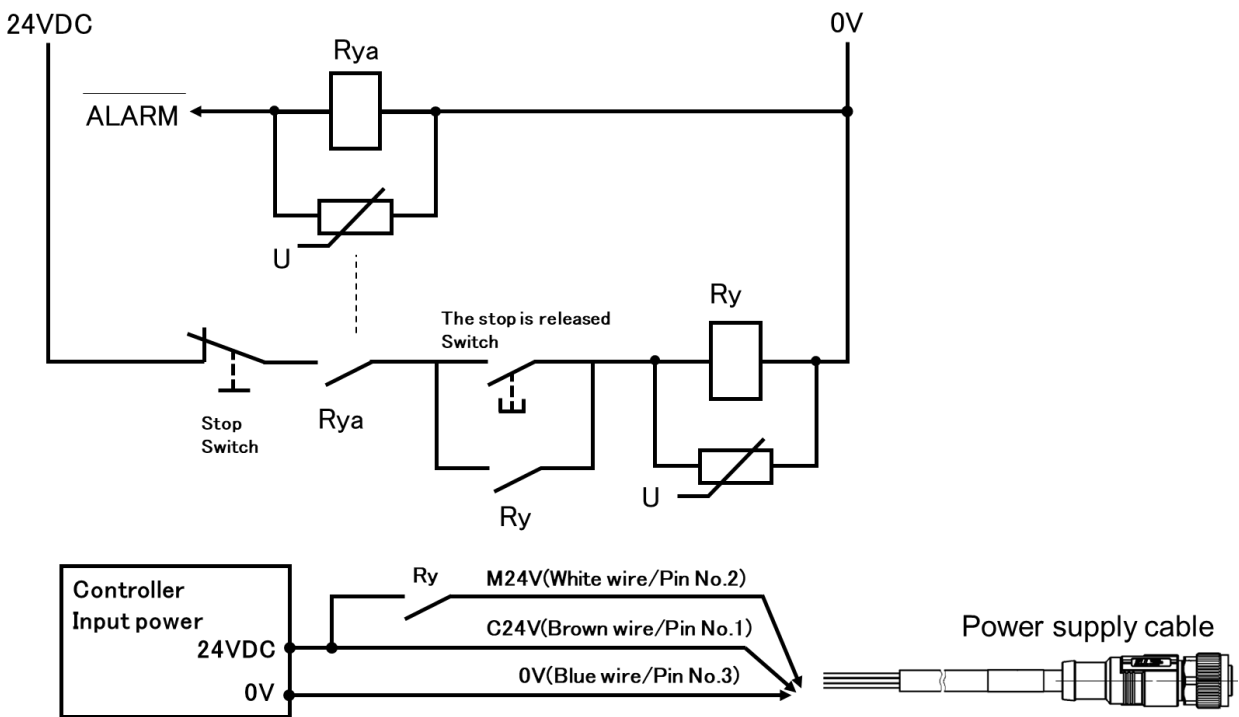 24VDC
0V
Rya
ALARM
U
Ry
The stop is released
Switch
Stop
Switch
Rya
U
Ry
Controller
Input power
24VDC
0V
Ry
M24V(White wire/Pin No.2)
C24V(Brown wire/Pin No.1)
0V(Blue wire/Pin No.3)
Power supply cable